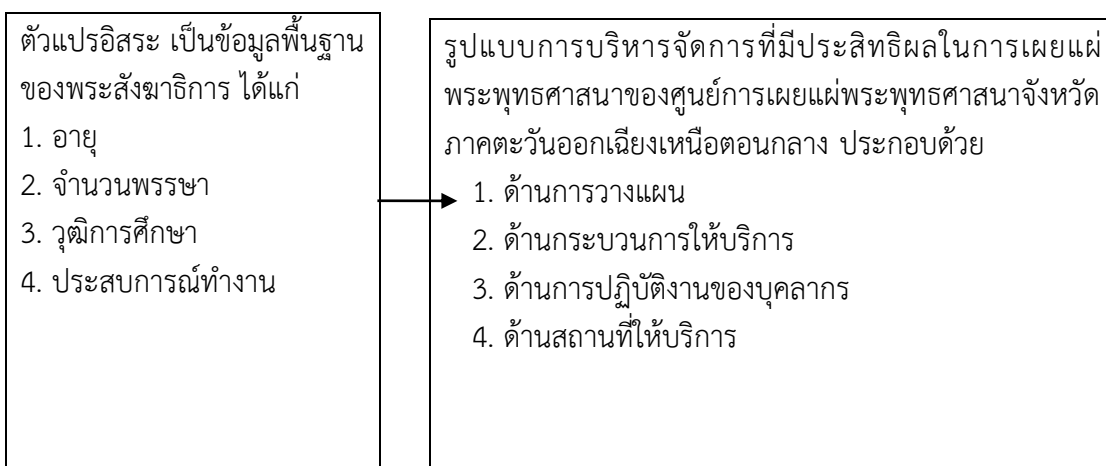 ตัวแปรอิสระ เป็นข้อมูลพื้นฐาน
ของพระสังฆาธิการ ได้แก่
1. อายุ
2. จำนวนพรรษา
3. วุฒิการศึกษา
4. ประสบการณ์ทำงาน
รูปแบบการบริหารจัดการที่มีประสิทธิผลในการเผยแผ่
พระพุทธศาสนาของศูนย์การเผยแผ่พระพุทธศาสนาจังหวัด
ภาคตะวันออกเฉียงเหนือตอนกลาง ประกอบด้วย
1. ด้านการวางแผน
2. ด้านกระบวนการให้บริการ
3. ด้านการปฏิบัติงานของบุคลากร
4. ด้านสถานที่ให้บริการ